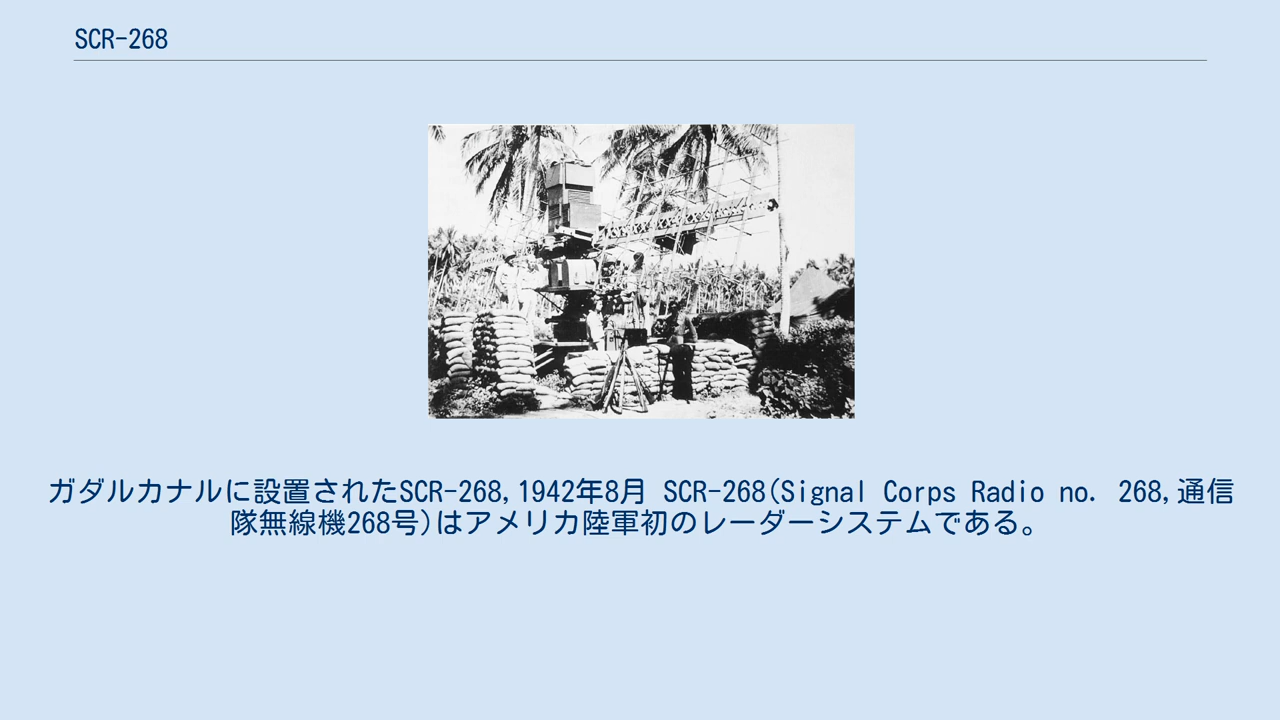 SCR-268
ガダルカナルに設置されたSCR-268,1942年8月 SCR-268(Signal Corps Radio no. 268,通信
隊無線機268号)はアメリカ陸軍初のレーダーシステムである。